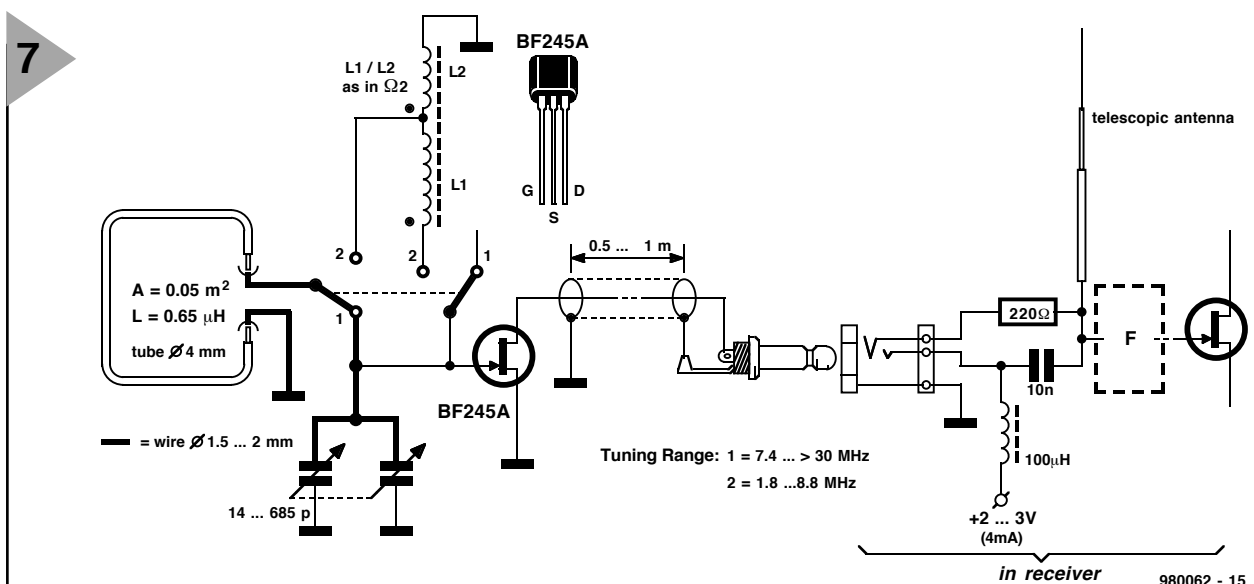 7
BF245A
L1 / L2
as in Ω2
L2
L1
G
D
S
telescopic antenna
0.5 ... 1 m
2
2
1
A = 0.05 m²
L = 0.65 µH
tube Ø 4 mm
1
220Ω
F
10n
BF245A
= wire Ø 1.5 ... 2 mm
14 ... 685 p
Tuning Range: 1 = 7.4 ... > 30 MHz
2 = 1.8 ...8.8 MHz
100µH
+2 ... 3V
(4mA)
in receiver
980062 - 15